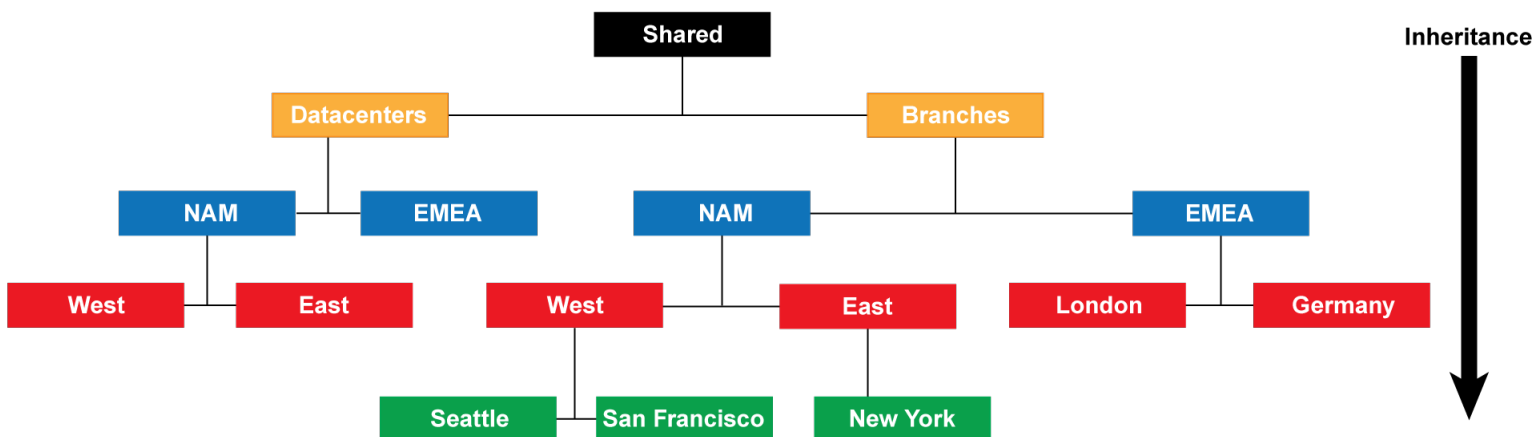 Shared
Inheritance
Datacenters
Branches
NAM
EMEA
NAM
EMEA
West
East
West
East
London
Germany
Seattle
San Francisco
New York